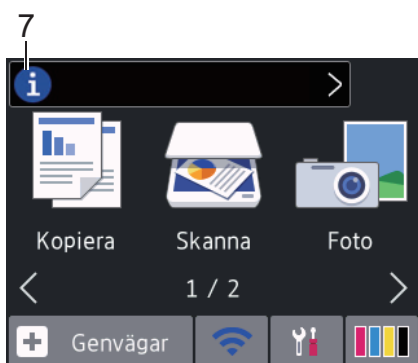 7
i
Kopiera Skanna Foto
< 1 / 2 >
+ Genvägar